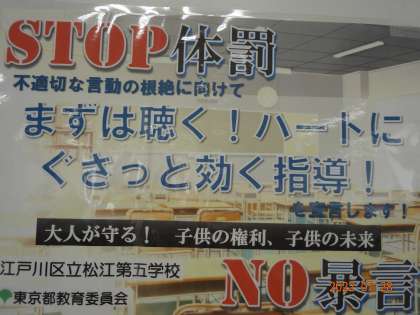 STOP体罰
不適切な言動の根絶に向けて
まずは聴く！ハートに
ぐさっと効く指導！
を宣言します！
大人が守る！　子供の権利、子供の未来
江戸川区立松江第五学校
東京都教育委員会
NO暴言